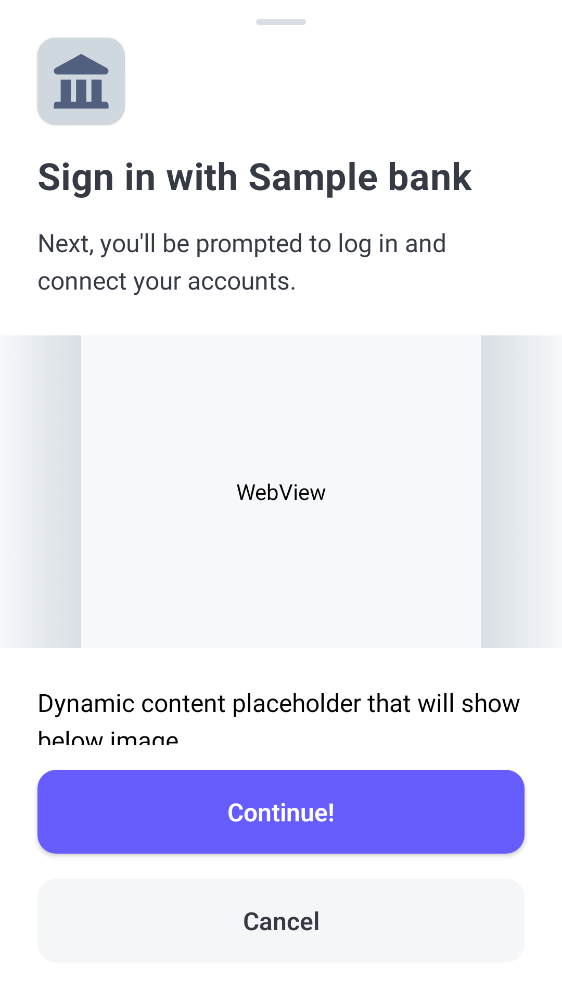 Sign in with Sample bank
Next, you'll be prompted to log in and
connect your accounts.
WebView
Dynamic content placeholder that will show
below image
Continue!
Cancel